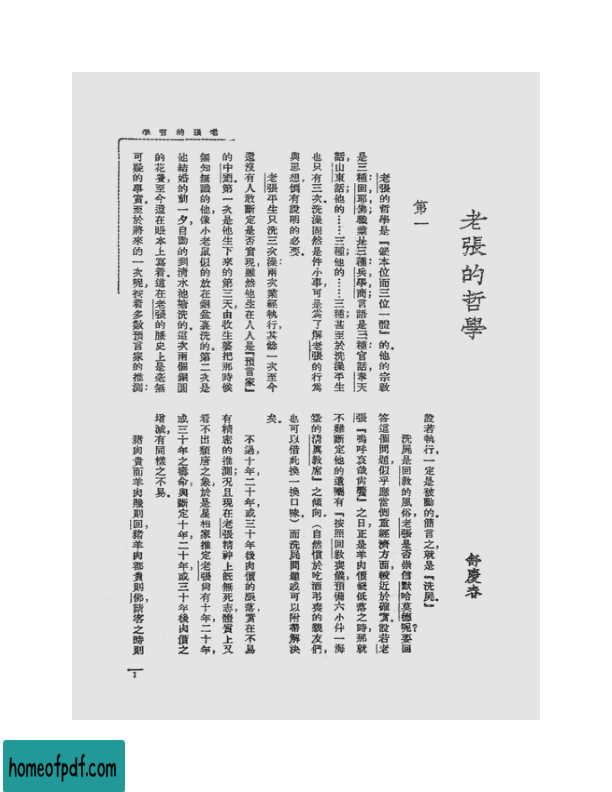 老張的哲學
老張的哲學
舒慶春
第一
老張的哲學是『錢本位而三位一體』的。他的宗教
是三種:回,耶,佛;職業是三種:兵,學,商;言語是三種:官話,奉天
話,山東話。他的……三種;他的……三種;甚至於洗澡平生
也只有三次。洗澡固然是件小事,可是為了解老張的行為
與思想,倒有說明的必要。
老張平生只洗三次澡:兩次業經執行,其餘一次至今
還沒有人敢斷定是否實現,雖然他生在人人是『預言家』
的中國。第一次是他生下來的第三天,由收生婆把那時候
無知無識的他,像小老鼠似的放在銅盆裏洗的。第二次是
他結婚的前一夕,自動的到清水池塘洗的。這次兩個銅圓
的花費,至今還在賬本上寫着。這在老張的歷史上是毫無
可疑的事實。至於將來的一次呢,按着多數預言家的推測:
設若執行,一定是被動的。簡言之,就是『洗屍』
洗屍是回教的風俗,老張是否崇信默哈莫德呢?要回
答這個問題,似乎應當側重經濟方面,較近於確實。設若老
張『嗚呼哀哉尚饗』之日,正是羊肉價錢低落之時,那就
不難斷定他的遺囑有『按照回教喪儀,預備六小件一海
碗的清真教席』之傾向。(自然慣於吃酒弔喪的親友們,
也可以借此換一換口味。)而洗屍問題或可以附帶解決
矣。
不過,十年,二十年,或三十年後肉價的漲落,實在不易
有精密的推測;況且現在老張精神上既無死志,體質上又
看不出頹唐之象,於是星相家推定老張尚有十年,二十年,
或三十年之壽命,與斷定十年,二十年,或三十年後肉價之
增減,有同樣之不易。
豬肉貴而羊肉賤則回,豬羊肉都貴則佛,請客之時則
1
homeofpdf.com